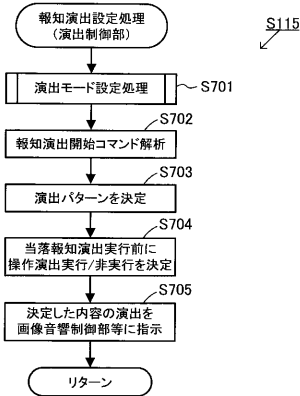 報知演出設定処理
(演出制御部)
S115
演出モード設定処理
S701
S702
報知演出開始コマンド解析
S703
演出パターンを決定
S704
当落報知演出実行前に
操作演出実行/非実行を決定
S705
決定した内容の演出を
画像音響制御部等に指示
リターン